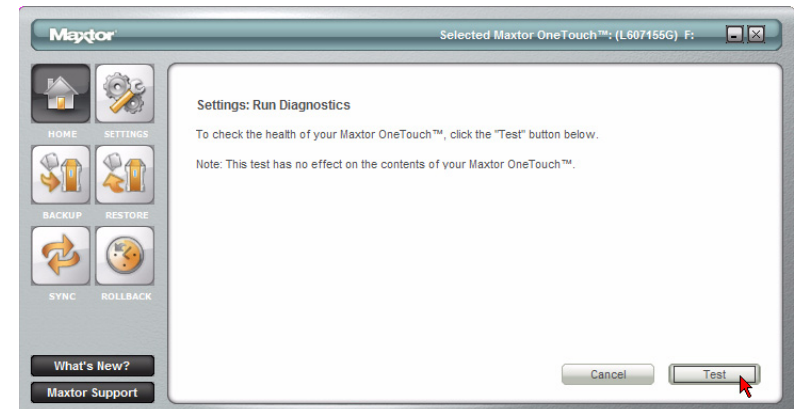 Maxtor
Selected Maxtor OneTouch™: (L607155G) F:
HOME SETTINGS
BACKUP RESTORE
SYNC ROLLBACK
What's New?
Maxtor Support
Settings: Run Diagnostics
To check the health of your Maxtor OneTouch™, click the "Test" button below.
Note: This test has no effect on the contents of your Maxtor OneTouch™.
Cancel Test